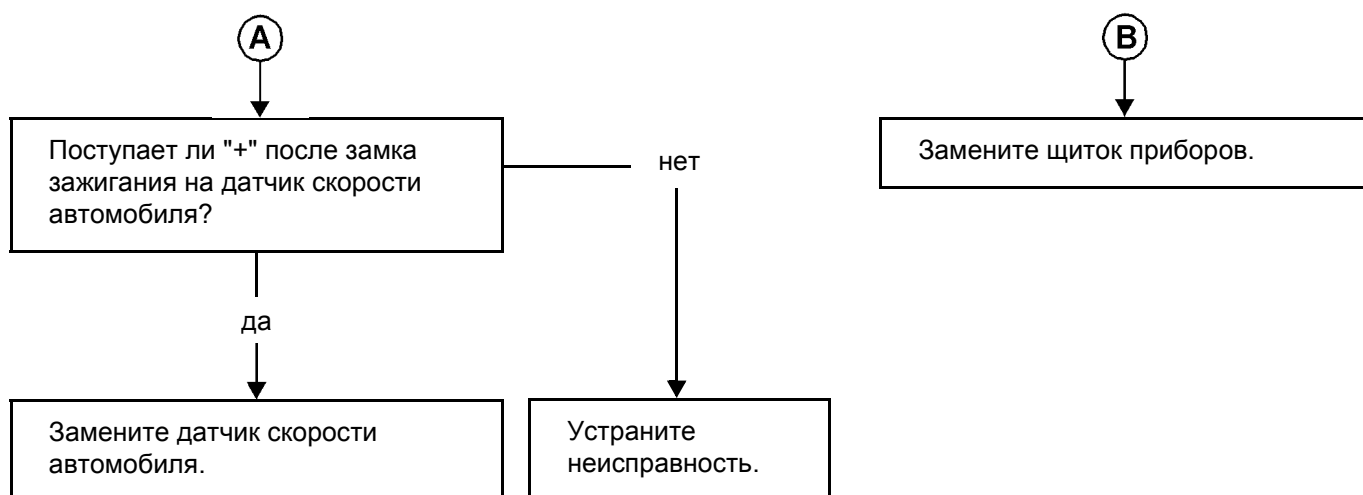 A
B
Поступает ли "+" после замка
зажигания на датчик скорости
автомобиля?
нет
Замените щиток приборов.
да
Замените датчик скорости
автомобиля.
Устраните
неисправность.